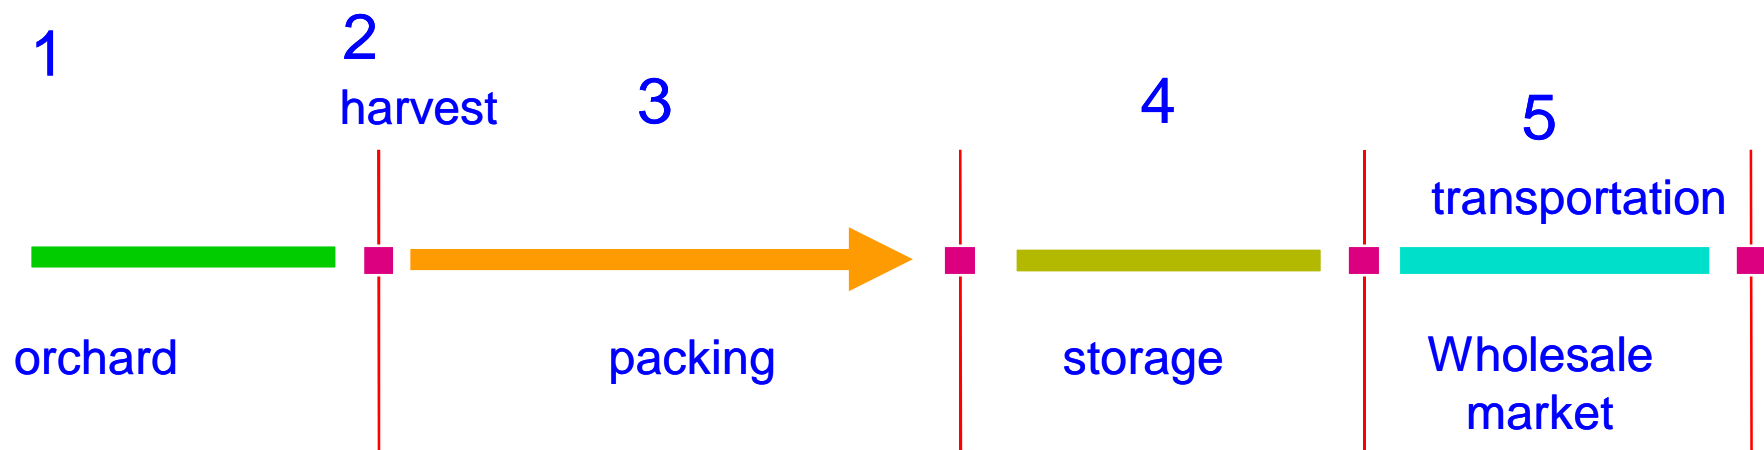 1
2
harvest
3
4
5
transportation
orchard
packing
storage
Wholesale
market